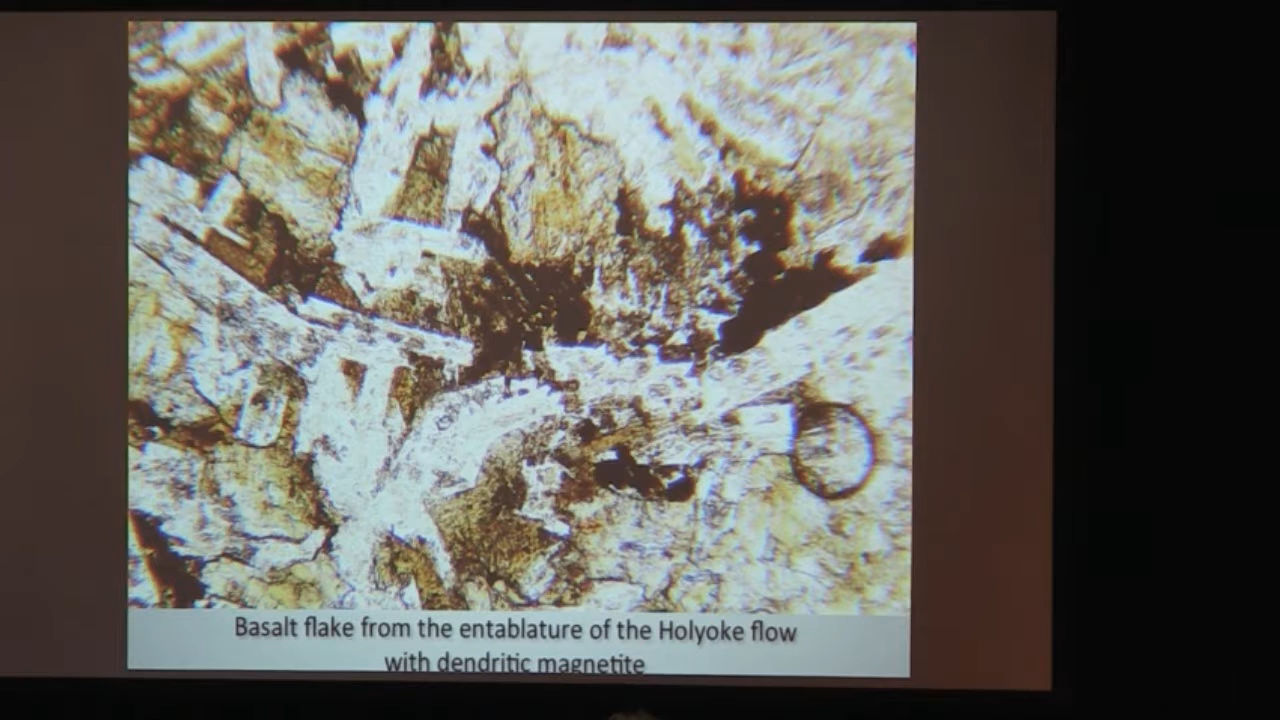 Basalt flake from the entablature of the Holyoke flow
with dendritic magnetite